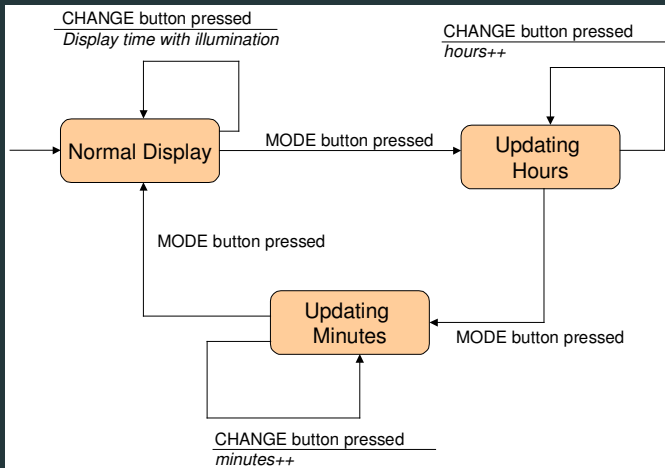 CHANGE button pressed
Display time with illumination
CHANGE button pressed
hours++
Normal Display
MODE button pressed
Updating
Hours
MODE button pressed
Updating
Minutes
MODE button pressed
CHANGE button pressed
minutes++